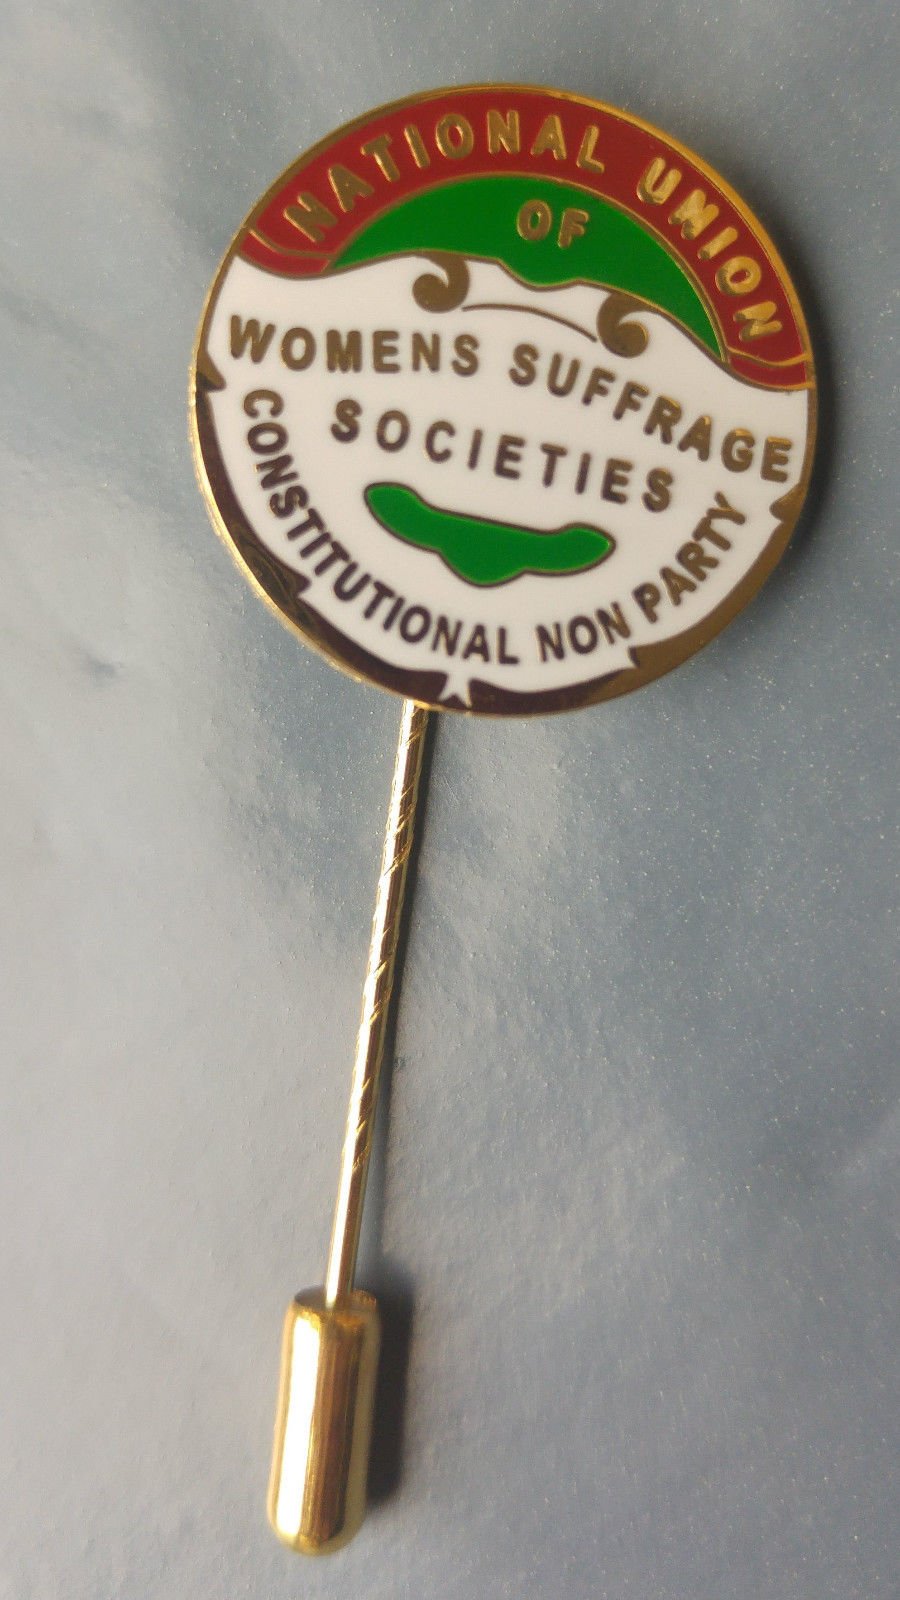 NATIONAL UNION
OF
WOMENS SUFFRAGE
SOCIETIES
CONSTITUTIONAL NON PARTY